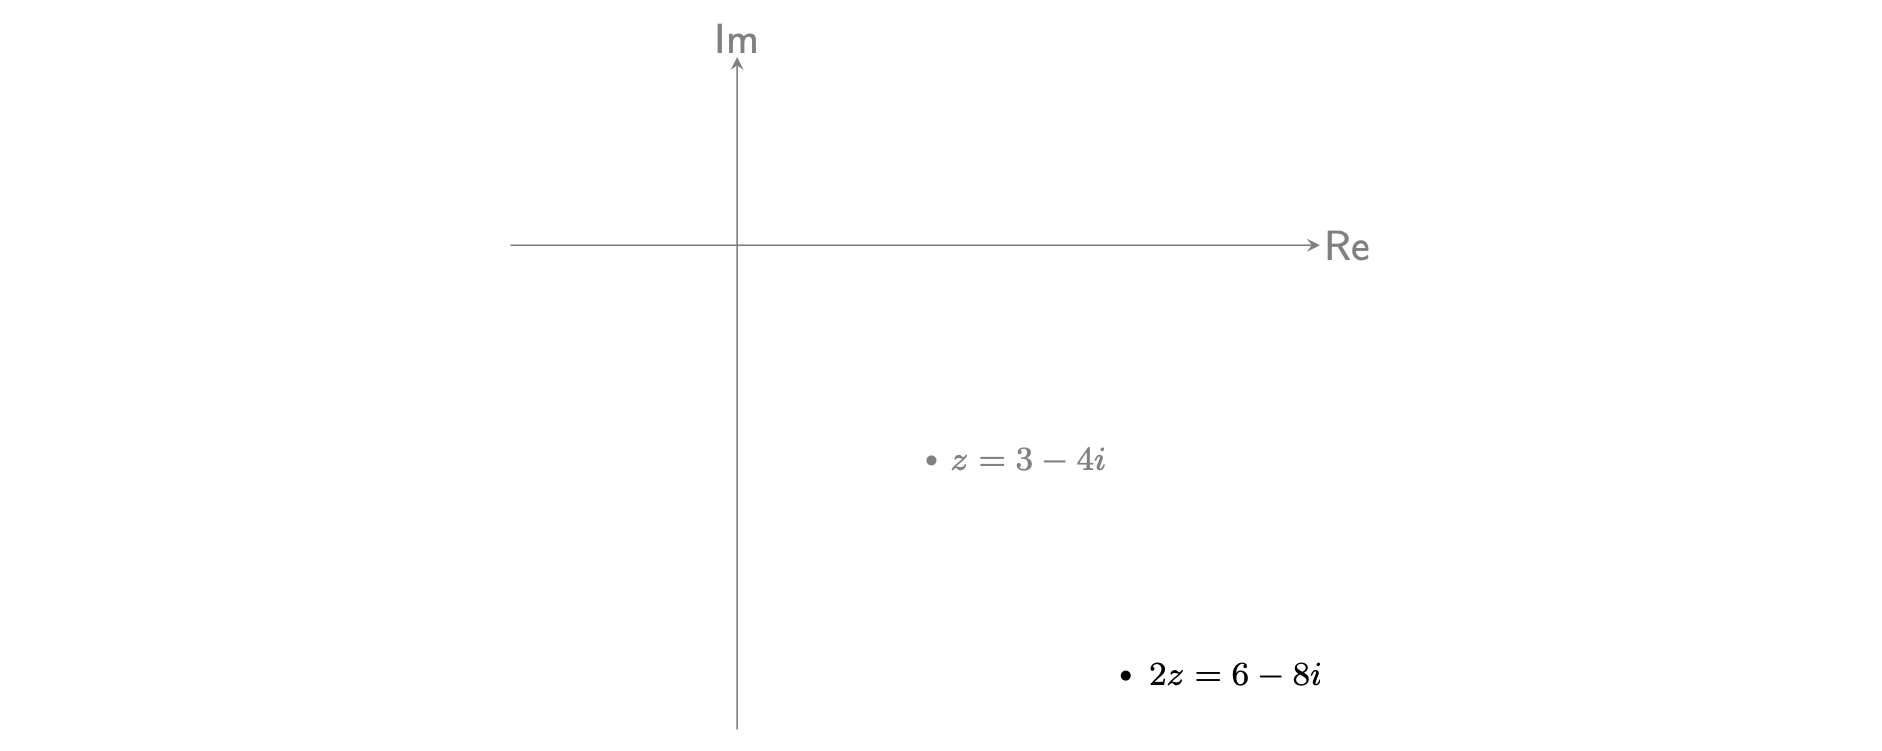 Im
Re
z = 3 − 4i
2z = 6 − 8i